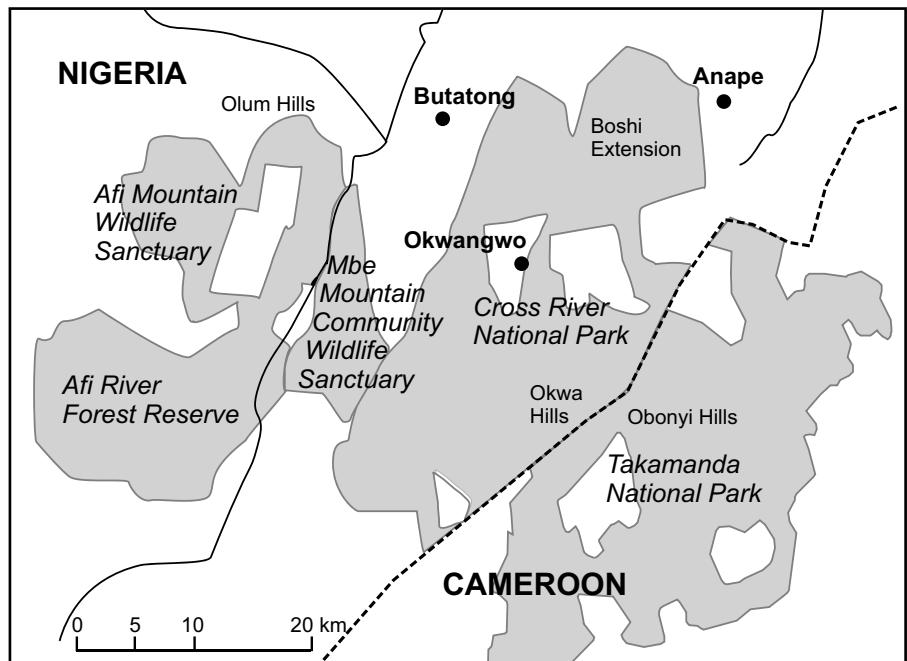 NIGERIA
Olum Hills
Butatong
Anape
Boshi
Extension
Afi Mountain
Wildlife
Sanctuary
Okwangwo
Mbe
Mountain
Community
Wildlife
Sanctuary
Cross River
National Park
Afi River
Forest Reserve
Okwa
Hills
Obonyi Hills
Takamanda
National Park
CAMEROON
0 5 10 20 km